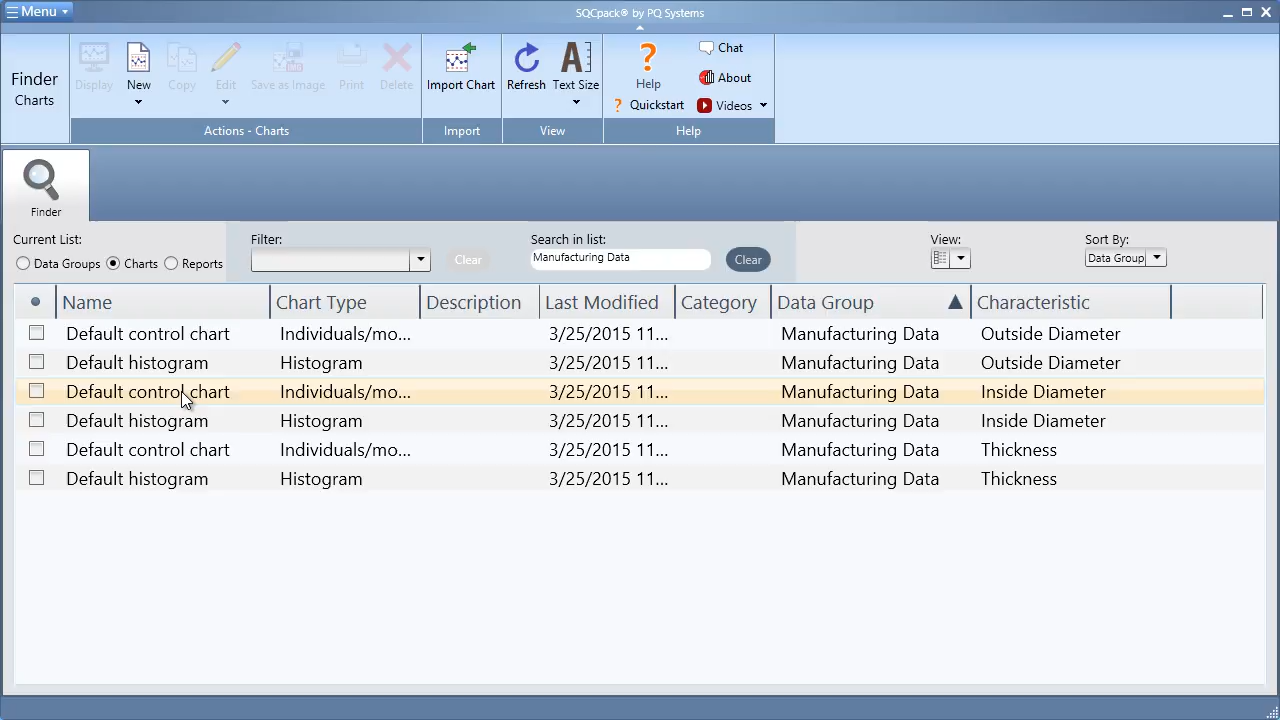 Menu
SQCpack® by PQ Systems
Finder
Charts
Display
New
Copy
Edit
Save as Image
Print
Delete
Import Chart
Refresh
Text Size
Help
Quickstart
Chat
About
Videos
Actions - Charts
Import
View
Help
Finder
Current List:
Data Groups Charts Reports
Filter:
Clear
Search in list:
Manufacturing Data
Clear
View:
Sort By:
Data Group
Name Chart Type Description Last Modified Category Data Group Characteristic
Default control chart Individuals/mo... 3/25/2015 11... Manufacturing Data Outside Diameter
Default histogram Histogram 3/25/2015 11... Manufacturing Data Outside Diameter
Default control chart Individuals/mo... 3/25/2015 11... Manufacturing Data Inside Diameter
Default histogram Histogram 3/25/2015 11... Manufacturing Data Inside Diameter
Default control chart Individuals/mo... 3/25/2015 11... Manufacturing Data Thickness
Default histogram Histogram 3/25/2015 11... Manufacturing Data Thickness